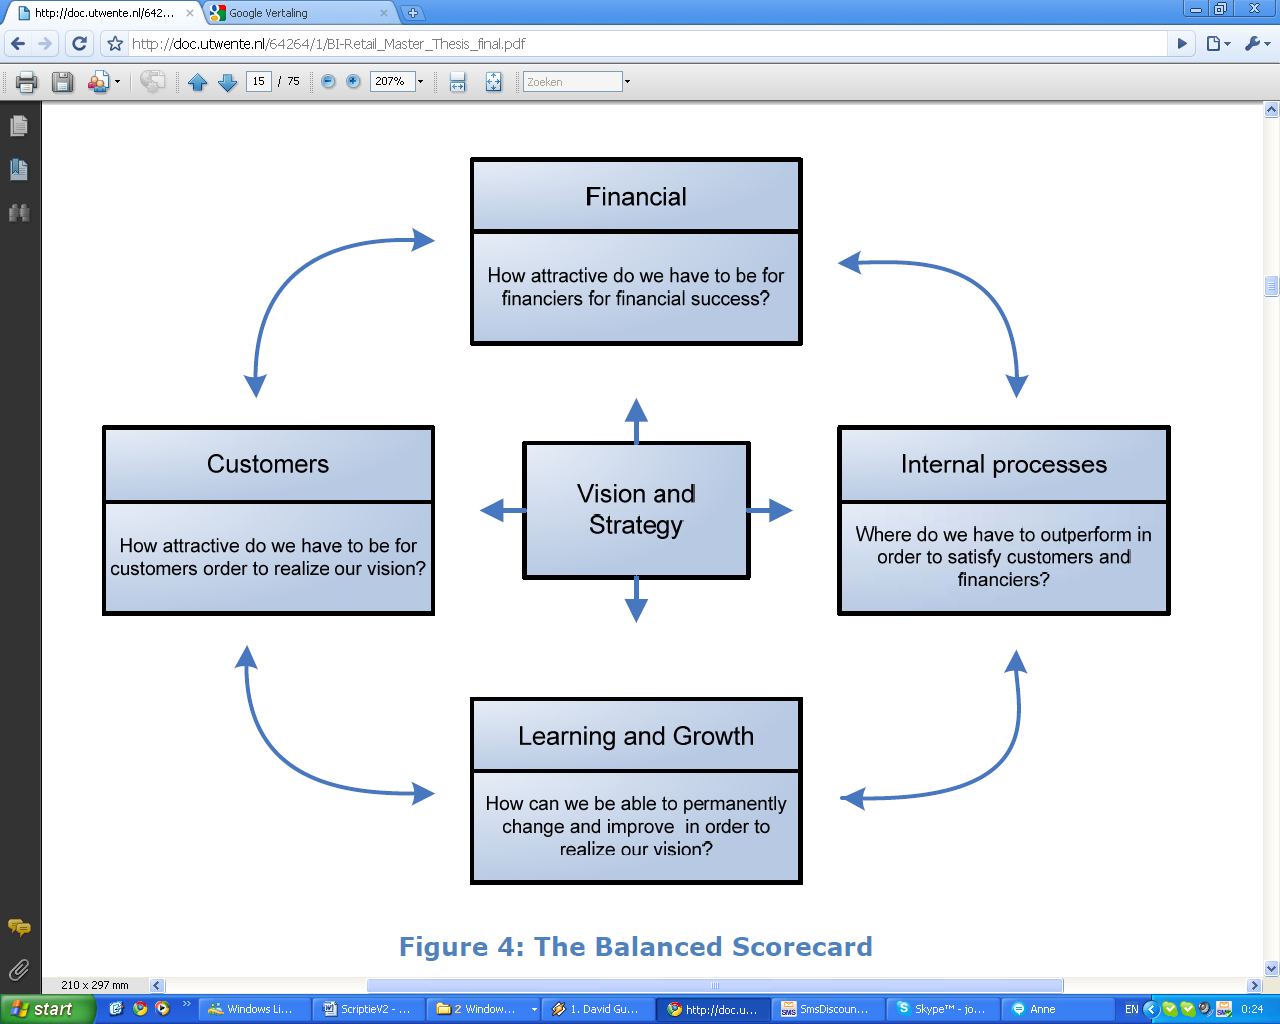 http://doc.utwente.nl/642...
Google Vertaling
http://doc.utwente.nl/64264/1/BI-Retail_Master_Thesis_final.pdf
15 / 75
207%
Zoeken
Financial
How attractive do we have to be for
financiers for financial success?
Customers
How attractive do we have to be for
customers order to realize our vision?
Vision and
Strategy
Internal processes
Where do we have to outperform in
order to satisfy customers and
financiers?
Learning and Growth
How can we be able to permanently
change and improve  in order to
realize our vision?
Figure 4: The Balanced Scorecard
210 x 297 mm
start
Windows Li...
ScriptieV2 - ...
2 Window...
1. David Gu...
http://doc.u...
SMS
SmsDiscoun...
Skype™ - jo...
Anne
EN
0:24